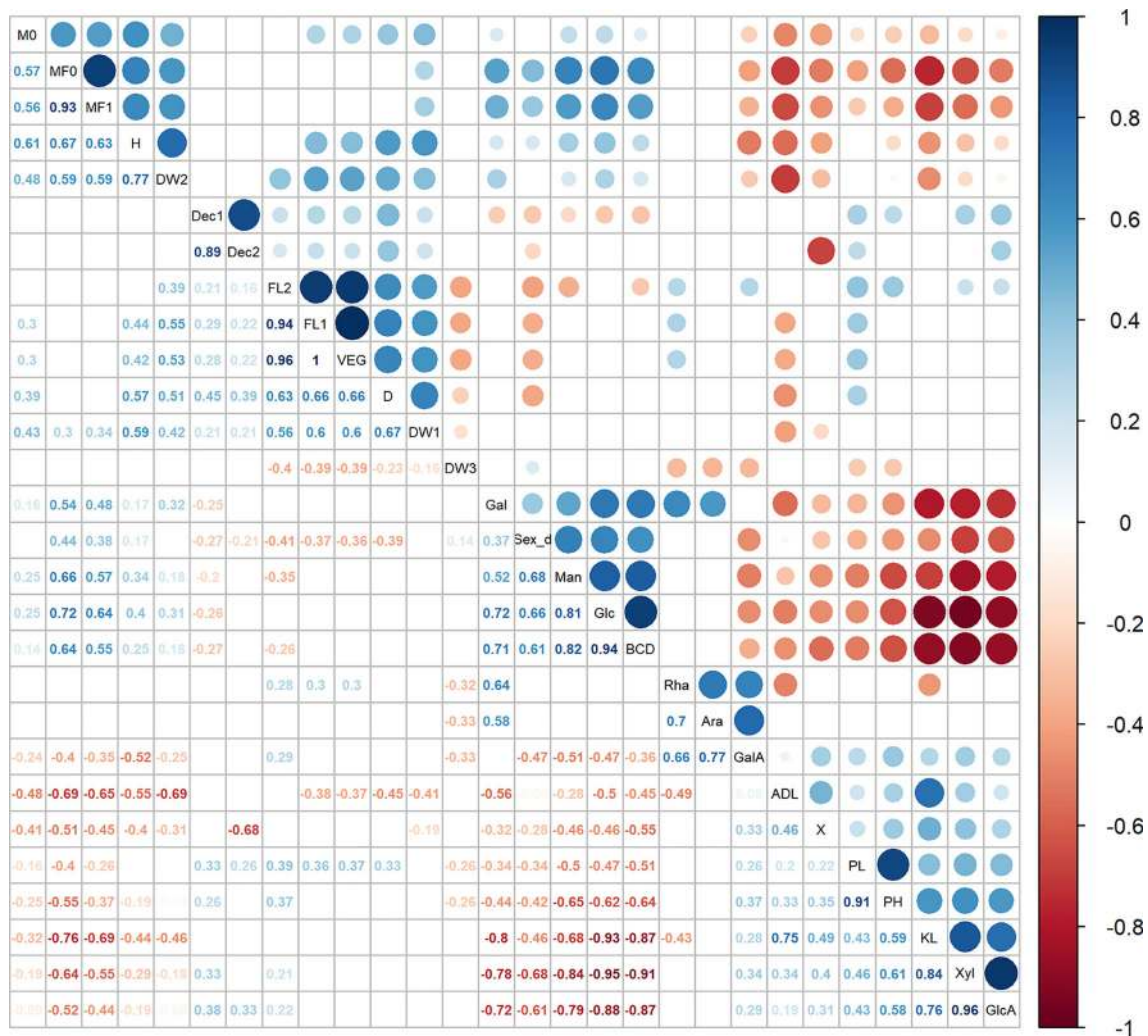 M0
0.57 MF0
0.56 0.93 MF1
0.61 0.67 0.63 H
0.48 0.59 0.59 0.77 DW2
Dec1
0.89 Dec2
0.39 0.21 0.16 FL2
0.3 0.44 0.55 0.29 0.22 0.94 FL1
0.3 0.42 0.53 0.28 0.22 0.96 1 VEG
0.39 0.57 0.51 0.45 0.39 0.63 0.66 0.66 D
0.43 0.3 0.34 0.59 0.42 0.21 0.21 0.56 0.6 0.6 0.67 DW1
-0.4 -0.39 -0.39 -0.23 -0.16 DW3
0.16 0.54 0.48 0.17 0.32 -0.25 Gal
0.44 0.38 0.17 -0.27 -0.21 -0.41 -0.37 -0.36 -0.39 0.14 0.37 Sex_d
0.25 0.66 0.57 0.34 0.18 -0.2 -0.35 0.52 0.68 Man
0.25 0.72 0.64 0.4 0.31 -0.26 0.72 0.66 0.81 Glc
0.14 0.64 0.55 0.25 0.18 -0.27 -0.26 0.71 0.61 0.82 0.94 BCD
0.28 0.3 0.3 -0.32 0.64 Rha
-0.33 0.58 0.7 Ara
-0.24 -0.4 -0.35 -0.52 -0.25 0.29 -0.33 -0.47 -0.51 -0.47 -0.36 0.66 0.77 GalA
-0.48 -0.69 -0.65 -0.55 -0.69 -0.38 -0.37 -0.45 -0.41 -0.56 -0.28 -0.5 -0.45 -0.49 ADL
-0.41 -0.51 -0.45 -0.4 -0.31 -0.68 -0.19 -0.32 -0.28 -0.46 -0.46 -0.55 0.33 0.46 X
-0.16 -0.4 -0.26 0.33 0.26 0.39 0.36 0.37 0.33 -0.26 -0.34 -0.34 -0.5 -0.47 -0.51 0.26 0.2 0.22 PL
-0.25 -0.55 -0.37 -0.19 0.26 0.37 -0.26 -0.44 -0.42 -0.65 -0.62 -0.64 0.37 0.33 0.35 0.91 PH
-0.32 -0.76 -0.69 -0.44 -0.46 -0.8 -0.46 -0.68 -0.93 -0.87 -0.43 0.28 0.75 0.49 0.43 0.59 KL
-0.19 -0.64 -0.55 -0.29 -0.18 0.33 0.21 -0.78 -0.68 -0.84 -0.95 -0.91 0.34 0.34 0.4 0.46 0.61 0.84 Xyl
-0.52 -0.44 -0.19 0.38 0.33 0.22 -0.72 -0.61 -0.79 -0.88 -0.87 0.29 0.19 0.31 0.43 0.58 0.76 0.96 GlcA
1
0.8
0.6
0.4
0.2
0
-0.2
-0.4
-0.6
-0.8
-1